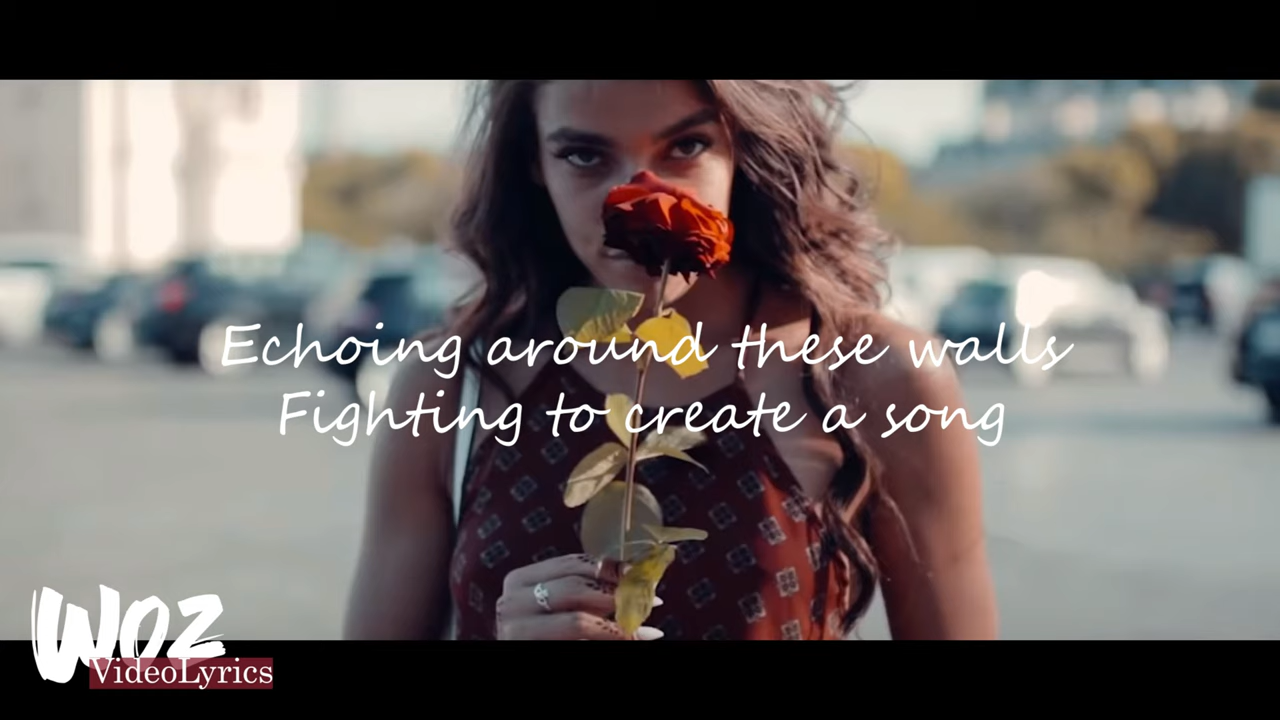 Echoing around these walls
Fighting to create a song
Woz
VideoLyrics